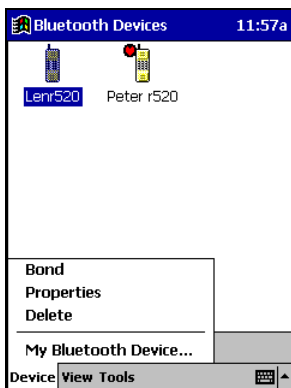 Bluetooth Devices 11:57a
Lenr520 Peter r520
Bond
Properties
Delete
My Bluetooth Device...
Device View Tools